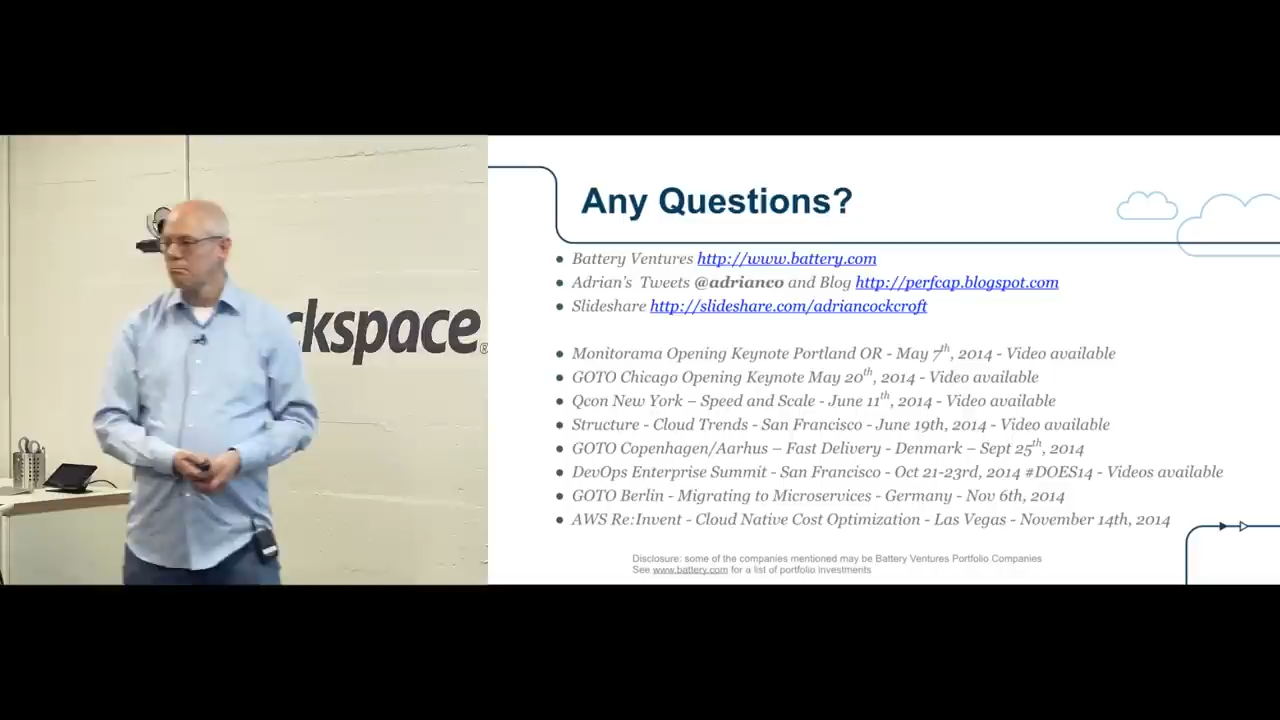 ckspace®
Any Questions?
● Battery Ventures http://www.battery.com
● Adrian's Tweets @adrianco and Blog http://perfcap.blogspot.com
● Slideshare http://slideshare.com/adriancockcroft
● Monitorama Opening Keynote Portland OR - May 7th, 2014 - Video available
● GOTO Chicago Opening Keynote May 20th, 2014 - Video available
● Qcon New York – Speed and Scale - June 11th, 2014 - Video available
● Structure - Cloud Trends - San Francisco - June 19th, 2014 - Video available
● GOTO Copenhagen/Aarhus – Fast Delivery - Denmark – Sept 25th, 2014
● DevOps Enterprise Summit - San Francisco - Oct 21-23rd, 2014 #DOES14 - Videos available
● GOTO Berlin - Migrating to Microservices - Germany - Nov 6th, 2014
● AWS Re:Invent - Cloud Native Cost Optimization - Las Vegas - November 14th, 2014
Disclosure: some of the companies mentioned may be Battery Ventures Portfolio Companies
See www.battery.com for a list of portfolio investments